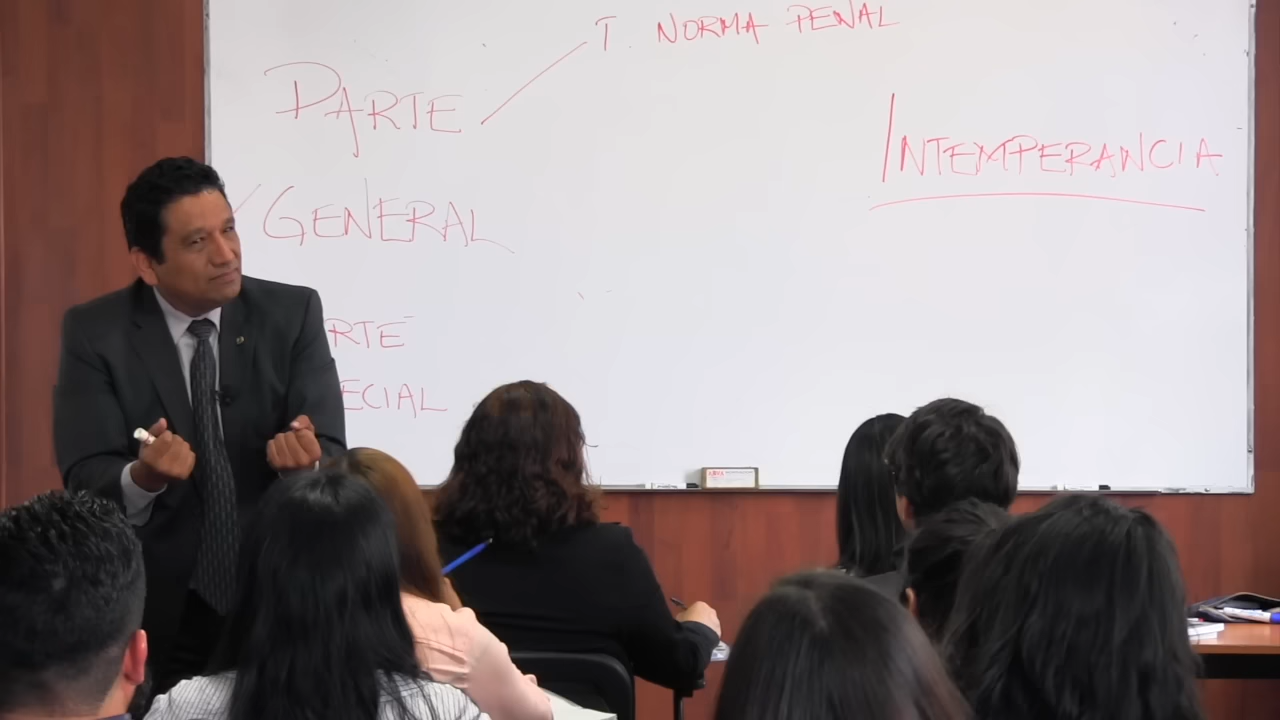 T. NORMA PENAL
PARTE
GENERAL
INTEMPERANCIA
RTE
ECIAL